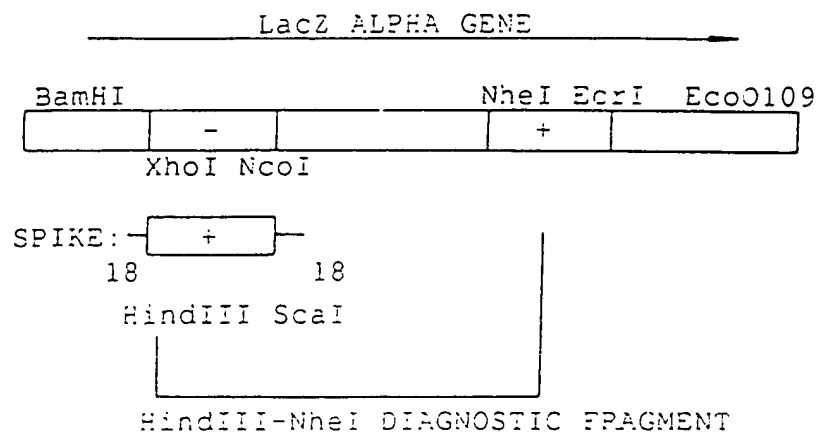 LacZ ALPHA GENE
BamHI NheI EcrI EcoO109
- +
XhoI NcoI
SPIKE: +
18 18
HindIII ScaI
HindIII-NheI DIAGNOSTIC FRAGMENT